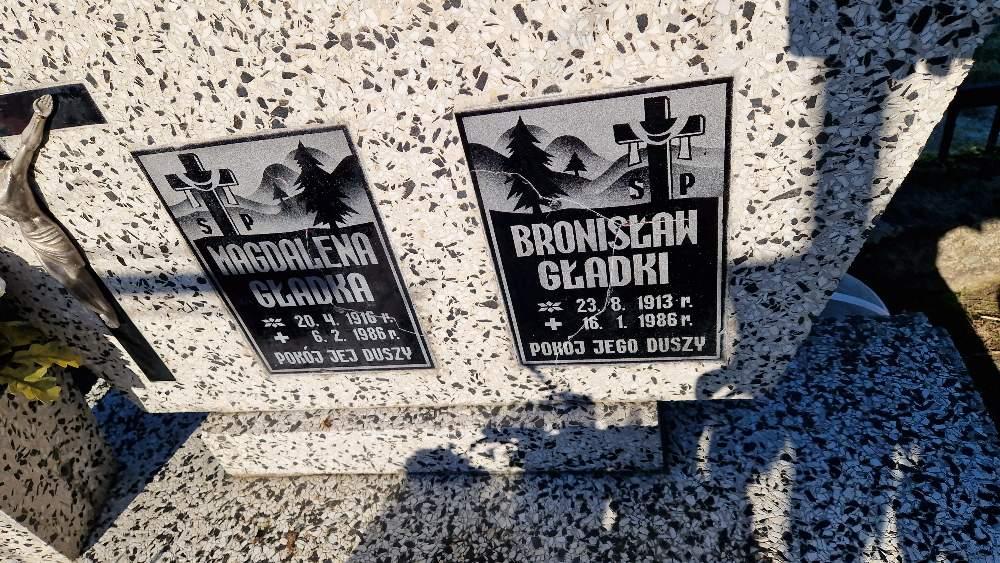 S P
MAGDALENA
GŁADKA
20. 4. 1916 r.
6. 2. 1986 r.
POKÓJ JEJ DUSZY
S P
BRONISŁAW
GŁADKI
23. 8. 1913 r.
16. 1. 1986 r.
POKÓJ JEGO DUSZY